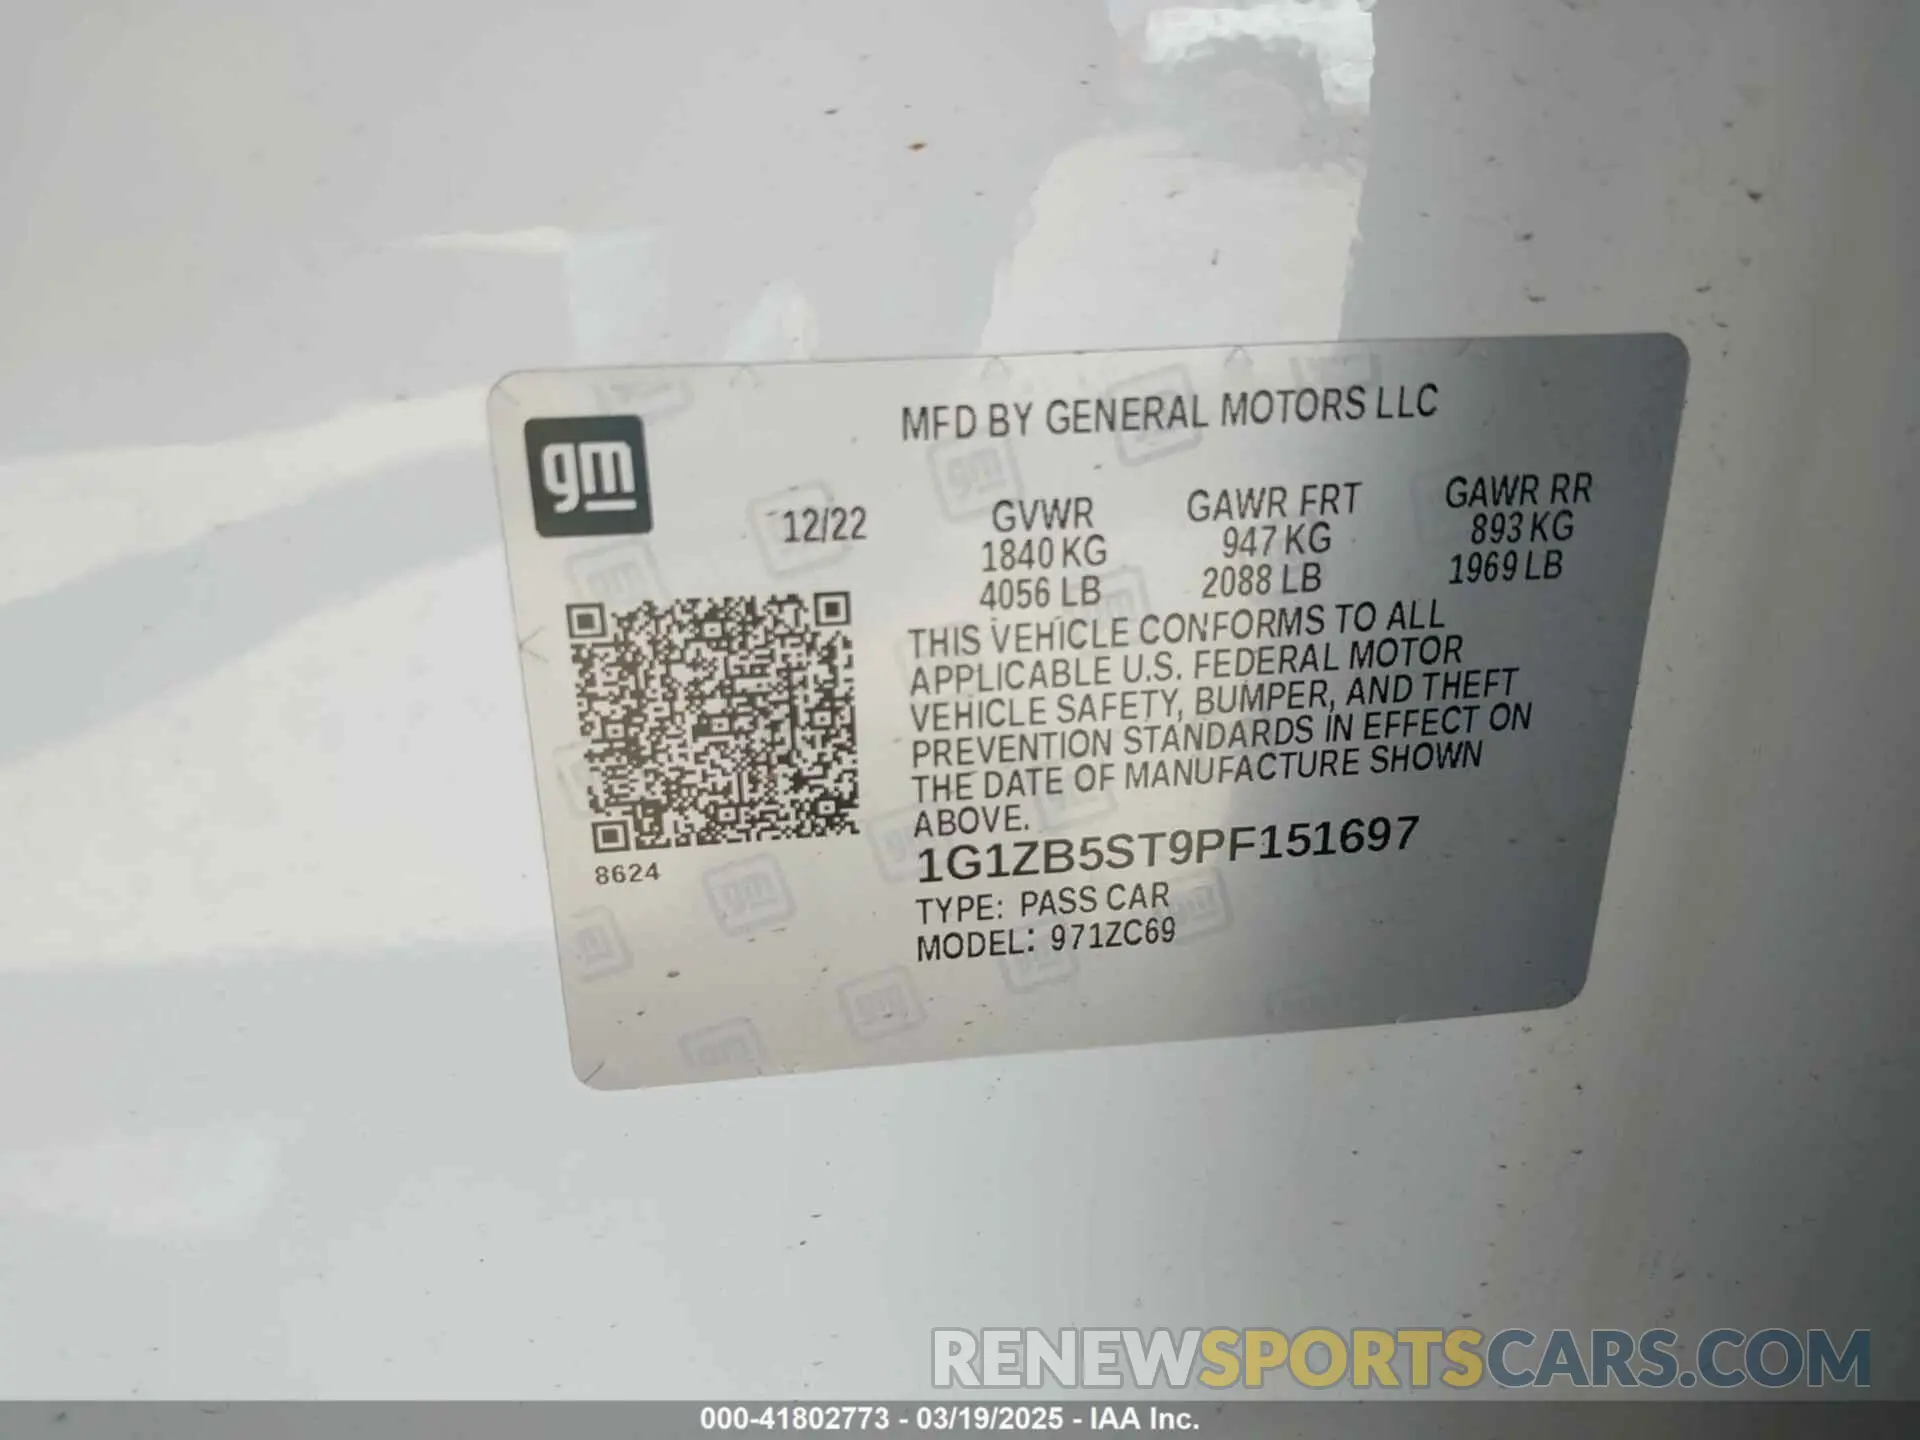 MFD BY GENERAL MOTORS LLC
gm
12/22
GVWR GAWR FRT GAWR RR
1840 KG 947 KG 893 KG
4056 LB 2088 LB 1969 LB
THIS VEHICLE CONFORMS TO ALL
APPLICABLE U.S. FEDERAL MOTOR
VEHICLE SAFETY, BUMPER, AND THEFT
PREVENTION STANDARDS IN EFFECT ON
THE DATE OF MANUFACTURE SHOWN
ABOVE.
1G1ZB5ST9PF151697
8624
TYPE: PASS CAR
MODEL: 971ZC69
RENEWSPORTSCARS.COM
000-41802773 - 03/19/2025 - IAA Inc.